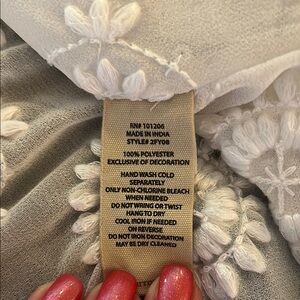 RN# 101206
MADE IN INDIA
STYLE# 2FY08
100% POLYESTER
EXCLUSIVE OF DECORATION
HAND WASH COLD
SEPARATELY
ONLY NON-CHLORINE BLEACH
WHEN NEEDED
DO NOT WRING OR TWIST
HANG TO DRY
COOL IRON IF NEEDED
ON REVERSE
DO NOT IRON DECORATION
MAY BE DRY CLEANED